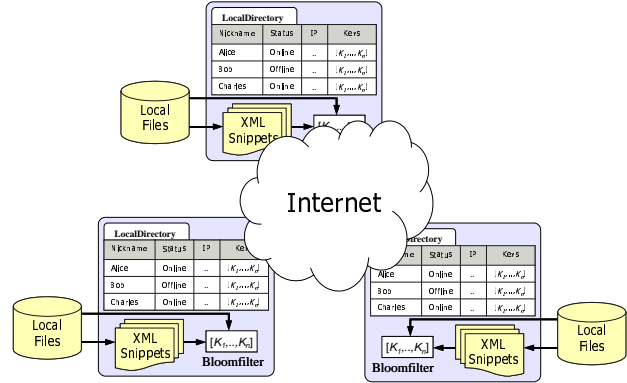 LocalDirectory
Nickname Status IP Keys
Alice Online .. [K1,..,Kn]
Bob Offline .. [K1,..,Kn]
Charles Online .. [K1,..,Kn]
Local
Files
XML
Snippets
Internet
LocalDirectory
Nickname Status IP
Alice Online .. [K1,..,Kn]
Bob Offline .. [K1,..,Kn]
Charles Online .. [K1,..,Kn]
Local
Files
XML
Snippets
[K1,..,Kn]
Bloomfilter
Status IP Keys
Alice Online .. [K1,..,Kn]
Bob Offline .. [K1,..,Kn]
Charles Online .. [K1,..,Kn]
[K1,..,Kn]
Bloomfilter
XML
Snippets
Local
Files